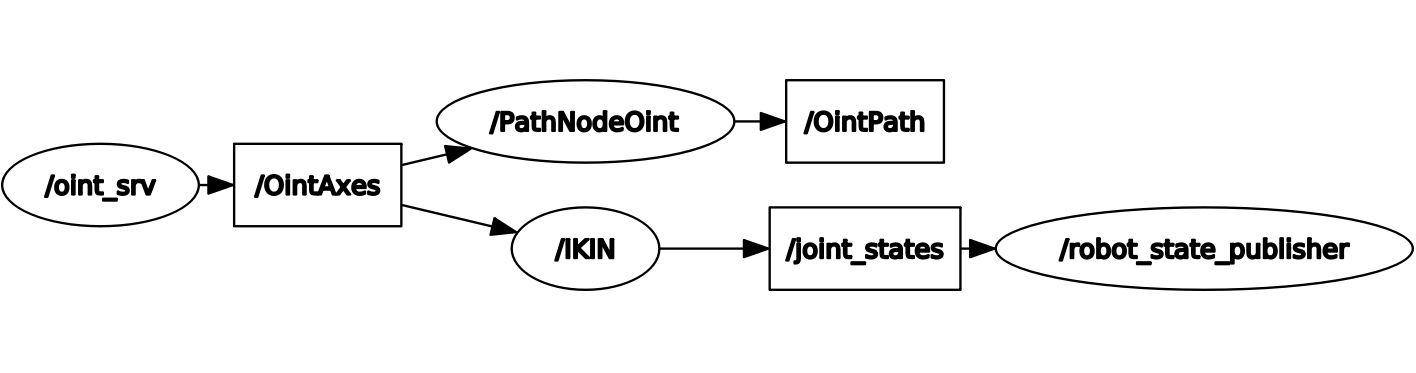 /PathNodeOint
/OintPath
/oint_srv
/OintAxes
/IKIN
/joint_states
/robot_state_publisher